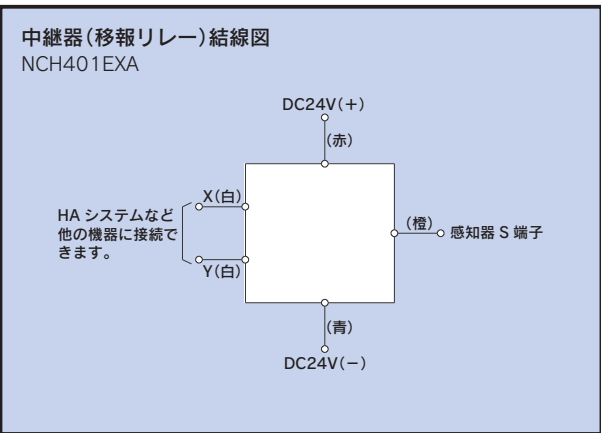 中継器(移報リレー)結線図
NCH401EXA
DC24V(+)
(赤)
X(白)
HA システムなど
他の機器に接続で
きます。
(橙)
感知器 S 端子
Y(白)
(青)
DC24V(−)